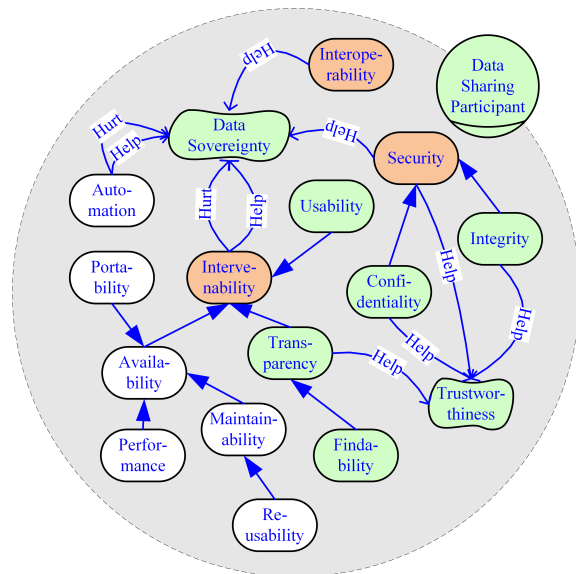 Interope-
rability
Help
Data
Sharing
Participant
Data
Sovereignty
Hurt
Help
Help
Security
Auto-
mation
Hurt
Help
Usability
Integrity
Porta-
bility
Interve-
nability
Confi-
dentiality
Help
Help
Help
Availa-
bility
Trans-
parency
Help
Trustwor-
thiness
Perfor-
mance
Maintain-
ability
Finda-
bility
Re-
usability